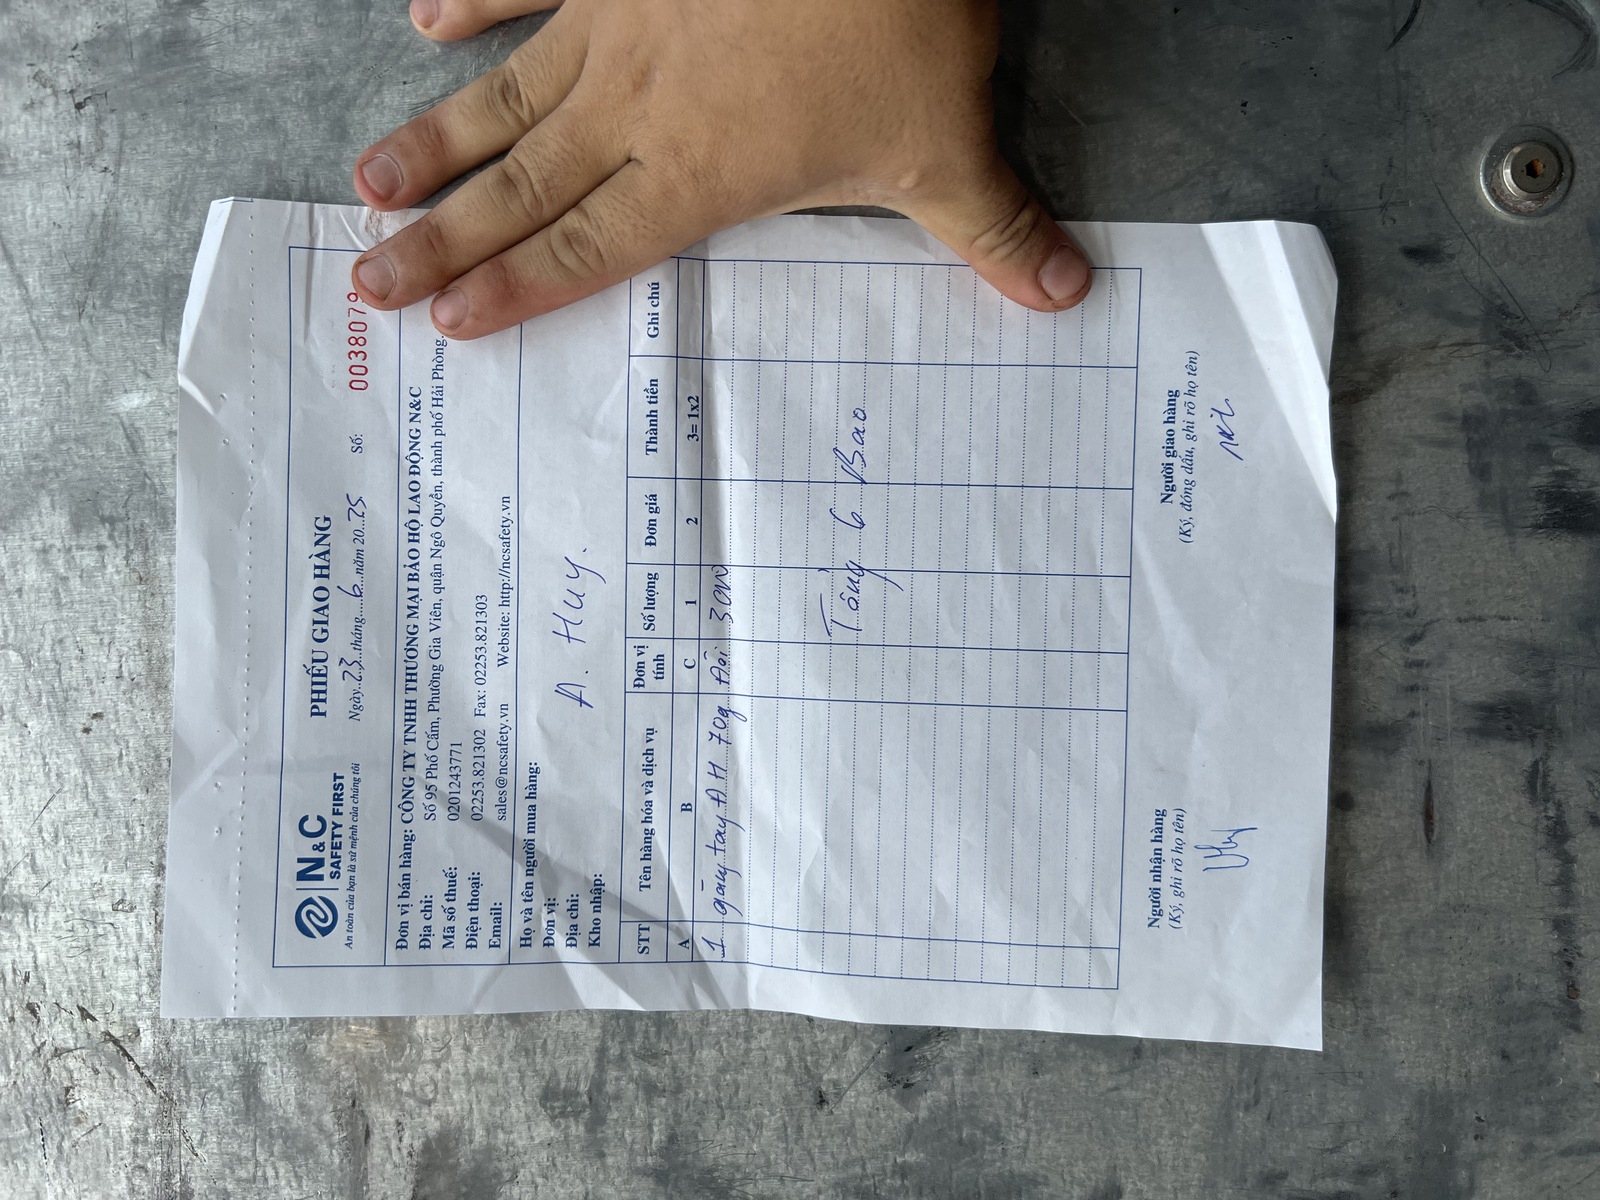 N&C
SAFETY FIRST
An toàn của bạn là sứ mệnh của chúng tôi
PHIẾU GIAO HÀNG
Ngày..23...tháng....6...năm 20..25
Số: 0038079
Đơn vị bán hàng: CÔNG TY TNHH THƯƠNG MẠI BẢO HỘ LAO ĐỘNG N&C
Địa chỉ: Số 95 Phố Cấm, Phường Gia Viên, quận Ngô Quyền, thành phố Hải Phòng.
Mã số thuế: 0201243771
Điện thoại: 02253.821302 Fax: 02253.821303
Email: sales@ncsafety.vn Website: http://ncsafety.vn
Họ và tên người mua hàng:
Đơn vị: A. Huy.
Địa chỉ:
Kho nhập:
STT Tên hàng hóa và dịch vụ Đơn vị tính Số lượng Đơn giá Thành tiền Ghi chú
A B C 1 2 3= 1x2
1 găng tay AH 70g Đôi
Tổng 6 Bao
Người nhận hàng Người giao hàng
(Ký, ghi rõ họ tên) (Ký, đóng dấu, ghi rõ họ tên)